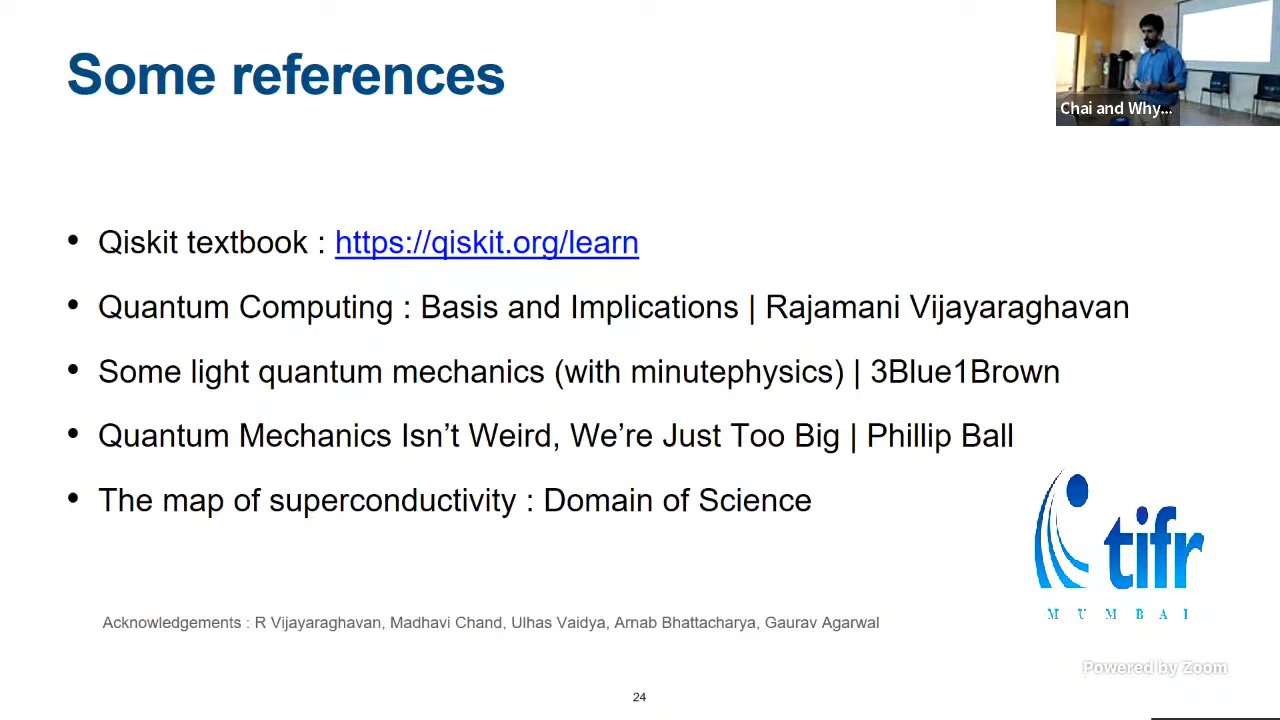 Some references
Chai and Why...
• Qiskit textbook : https://qiskit.org/learn
• Quantum Computing : Basis and Implications | Rajamani Vijayaraghavan
• Some light quantum mechanics (with minutephysics) | 3Blue1Brown
• Quantum Mechanics Isn’t Weird, We’re Just Too Big | Phillip Ball
• The map of superconductivity : Domain of Science
tifr
MUMBAI
Acknowledgements : R Vijayaraghavan, Madhavi Chand, Ulhas Vaidya, Arnab Bhattacharya, Gaurav Agarwal
Powered by Zoom
24